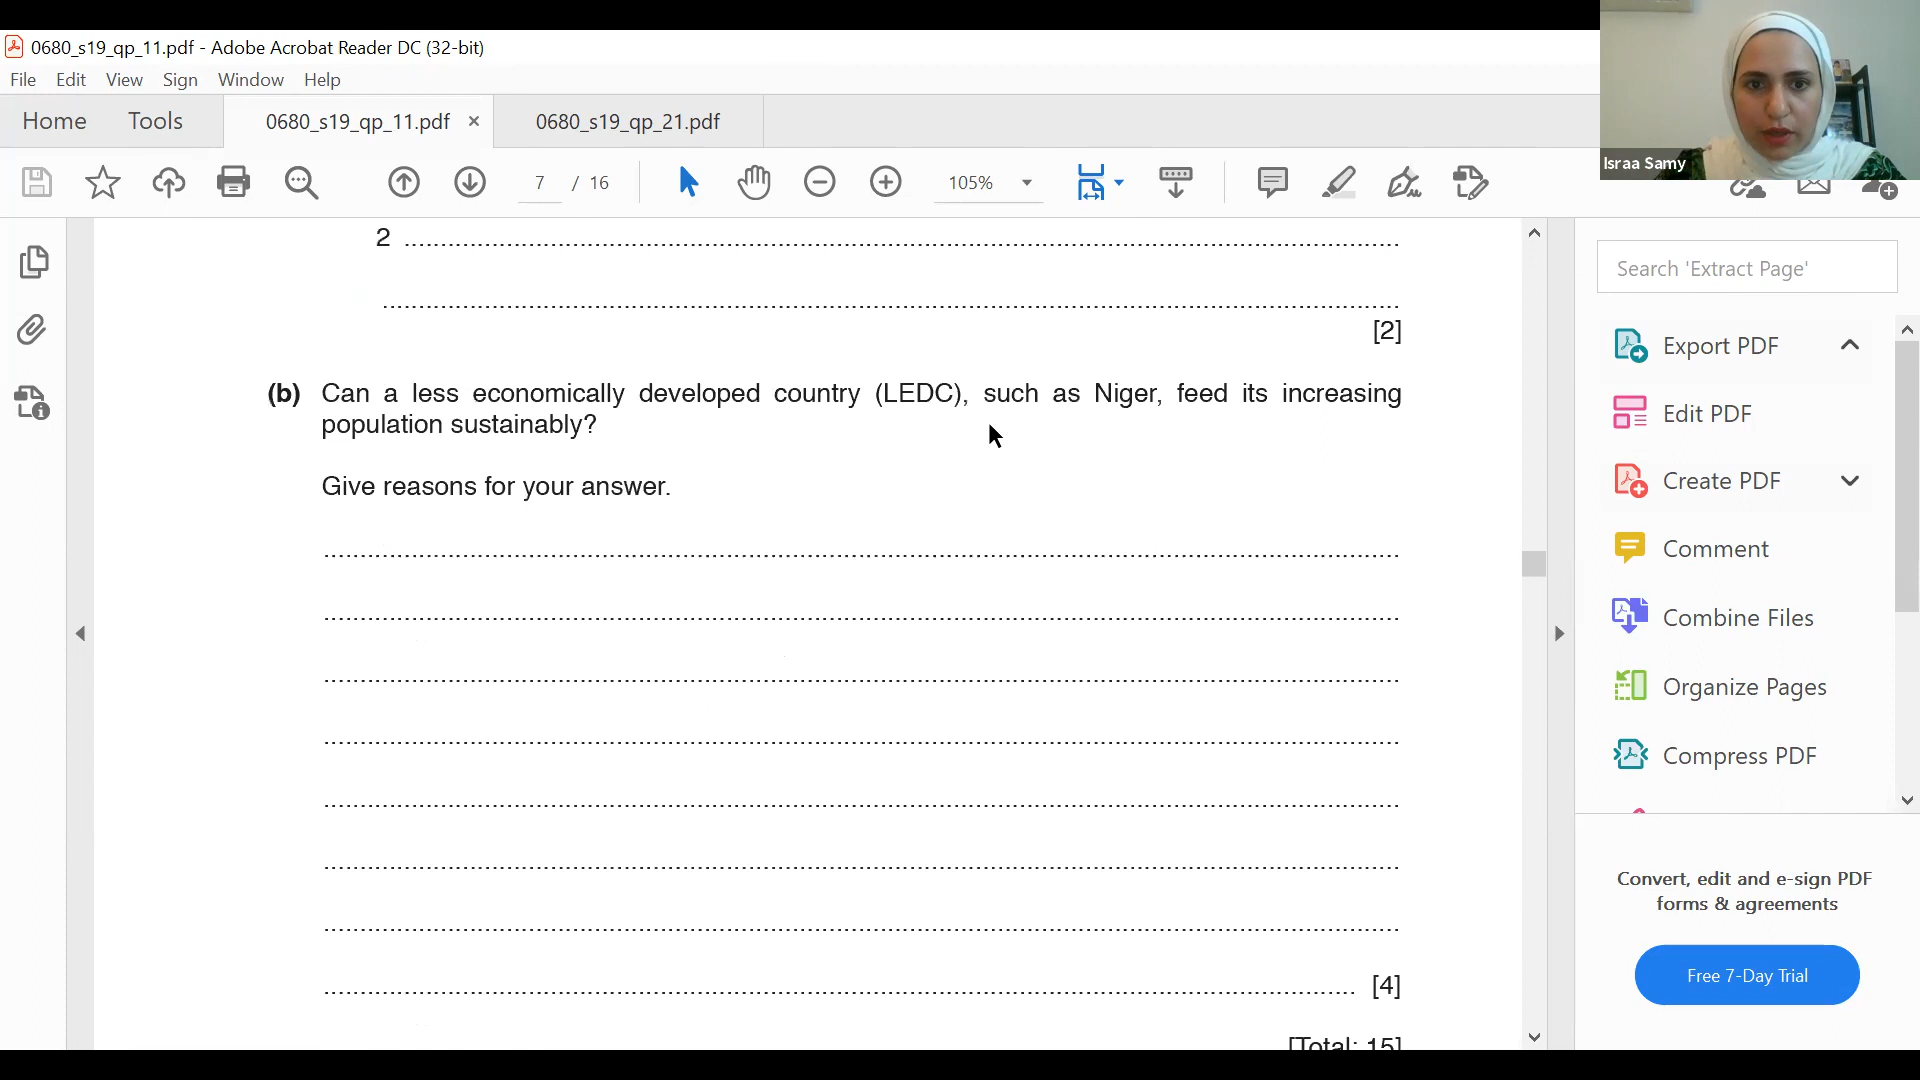 0680_s19_qp_11.pdf - Adobe Acrobat Reader DC (32-bit)
File Edit View Sign Window Help
Home Tools 0680_s19_qp_11.pdf × 0680_s19_qp_21.pdf
Israa Samy
7 / 16 105%
2
[2]
(b) Can a less economically developed country (LEDC), such as Niger, feed its increasing
population sustainably?
Give reasons for your answer.
[4]
[Total: 15]
Search 'Extract Page'
Export PDF
Edit PDF
Create PDF
Comment
Combine Files
Organize Pages
Compress PDF
Convert, edit and e-sign PDF
forms & agreements
Free 7-Day Trial